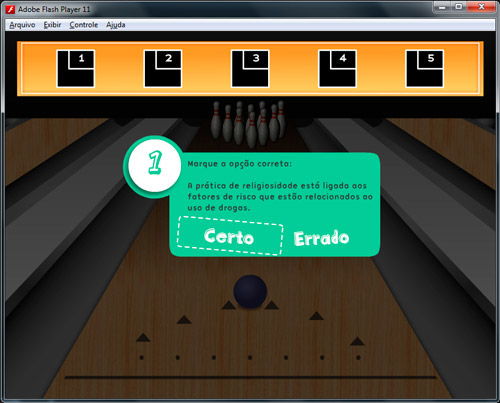 Adobe Flash Player 11
Arquivo Exibir Controle Ajuda
1 2 3 4 5
1
Marque a opção correta:
A prática de religiosidade está ligada aos
fatores de risco que estão relacionados ao
uso de drogas.
Certo Errado